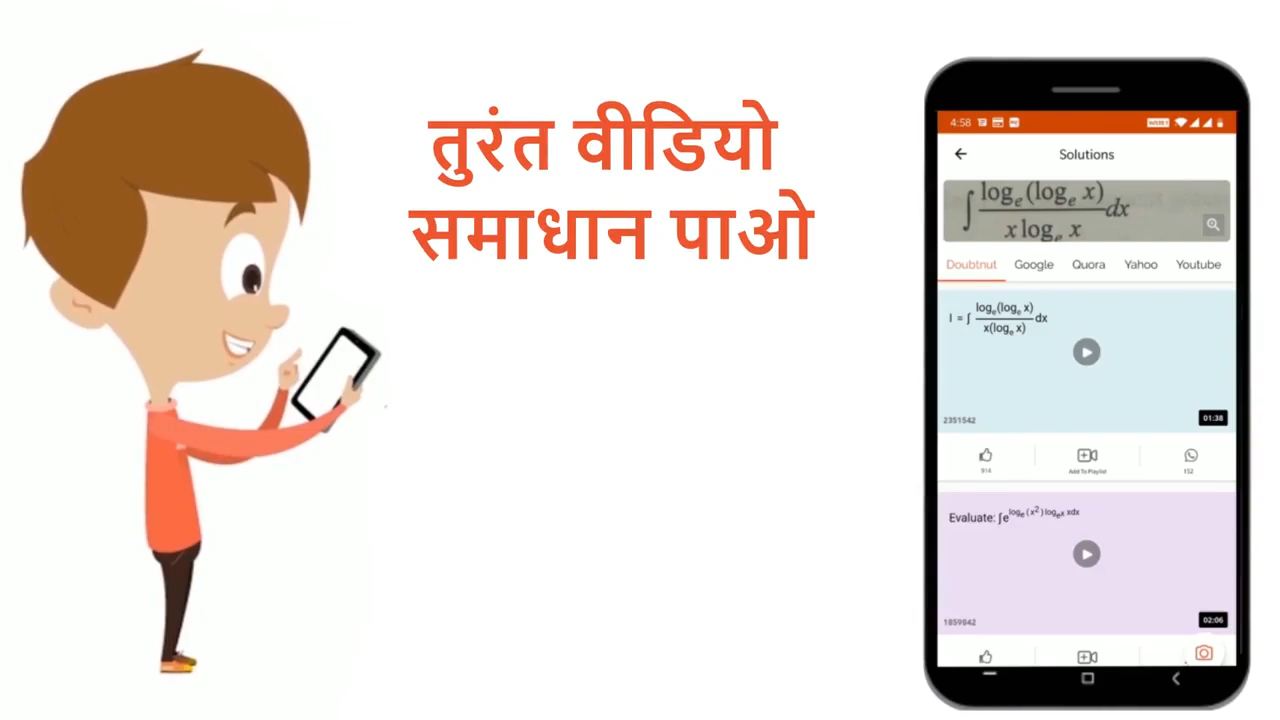 तुरंत वीडियो
समाधान पाओ
4:58
Solutions
∫ logₑ(logₑ x) / x logₑ x dx
Doubtnut Google Quora Yahoo Youtube
I = ∫ logₑ(logₑ x) / x(logₑ x) dx
2351542 01:38
914 Add To Playlist 152
Evaluate: ∫e^logₑ(x²) logₑx xdx
1859842 02:06